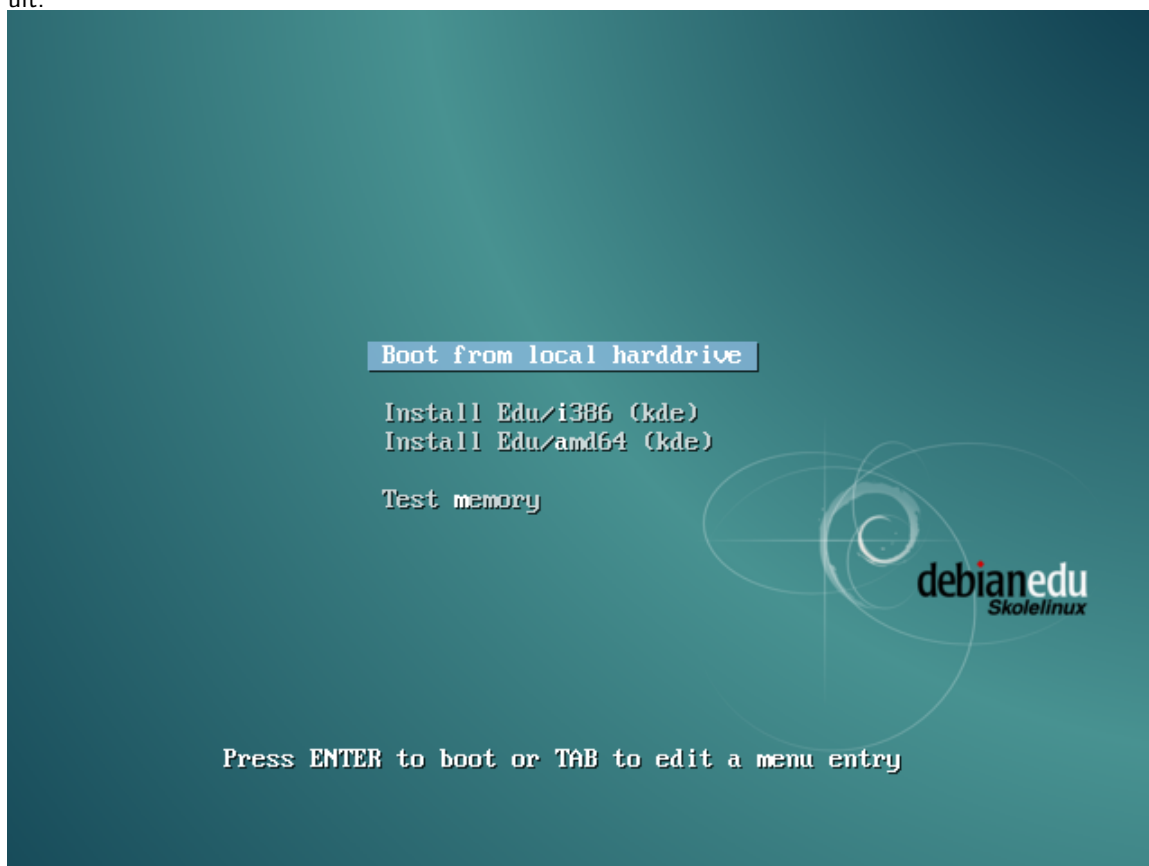 uit:
Boot from local harddrive
Install Edu/i386 (kde)
Install Edu/amd64 (kde)
Test memory
debianedu
Skolelinux
Press ENTER to boot or TAB to edit a menu entry